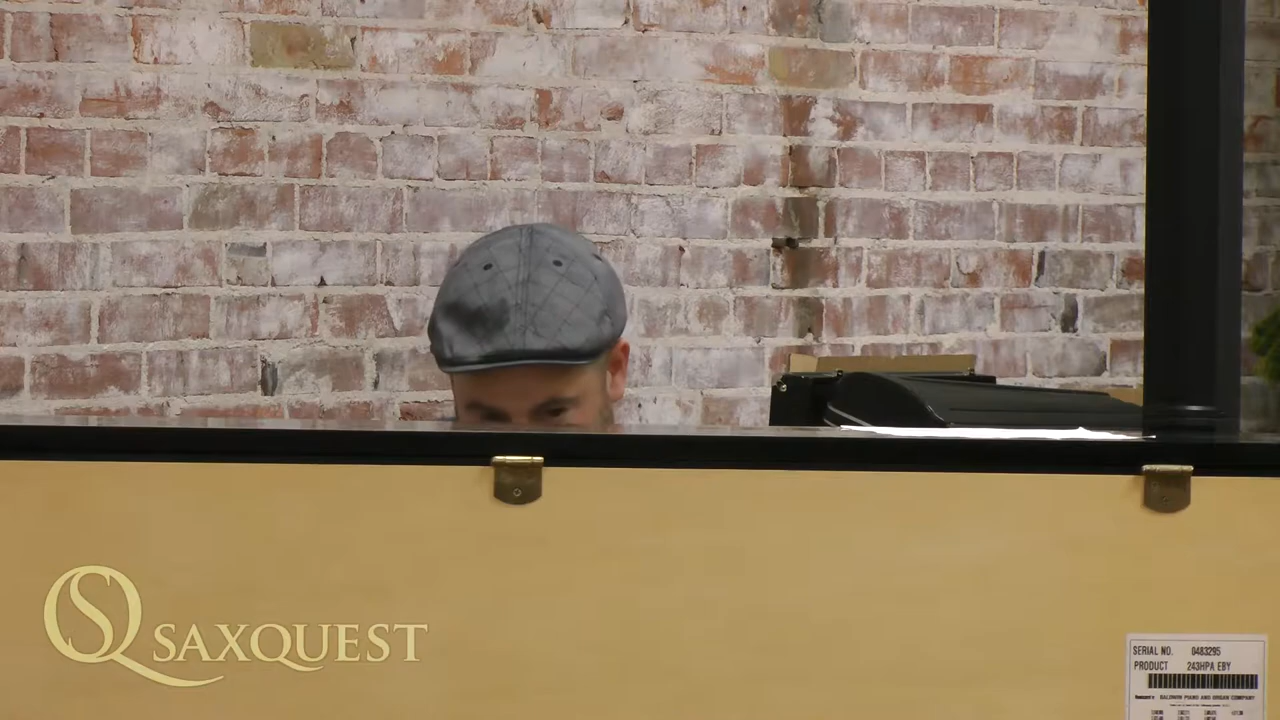 SAXQUEST
SERIAL NO. 0483295
PRODUCT 243HPA EBY
BALDWIN PIANO AND ORGAN COMPANY